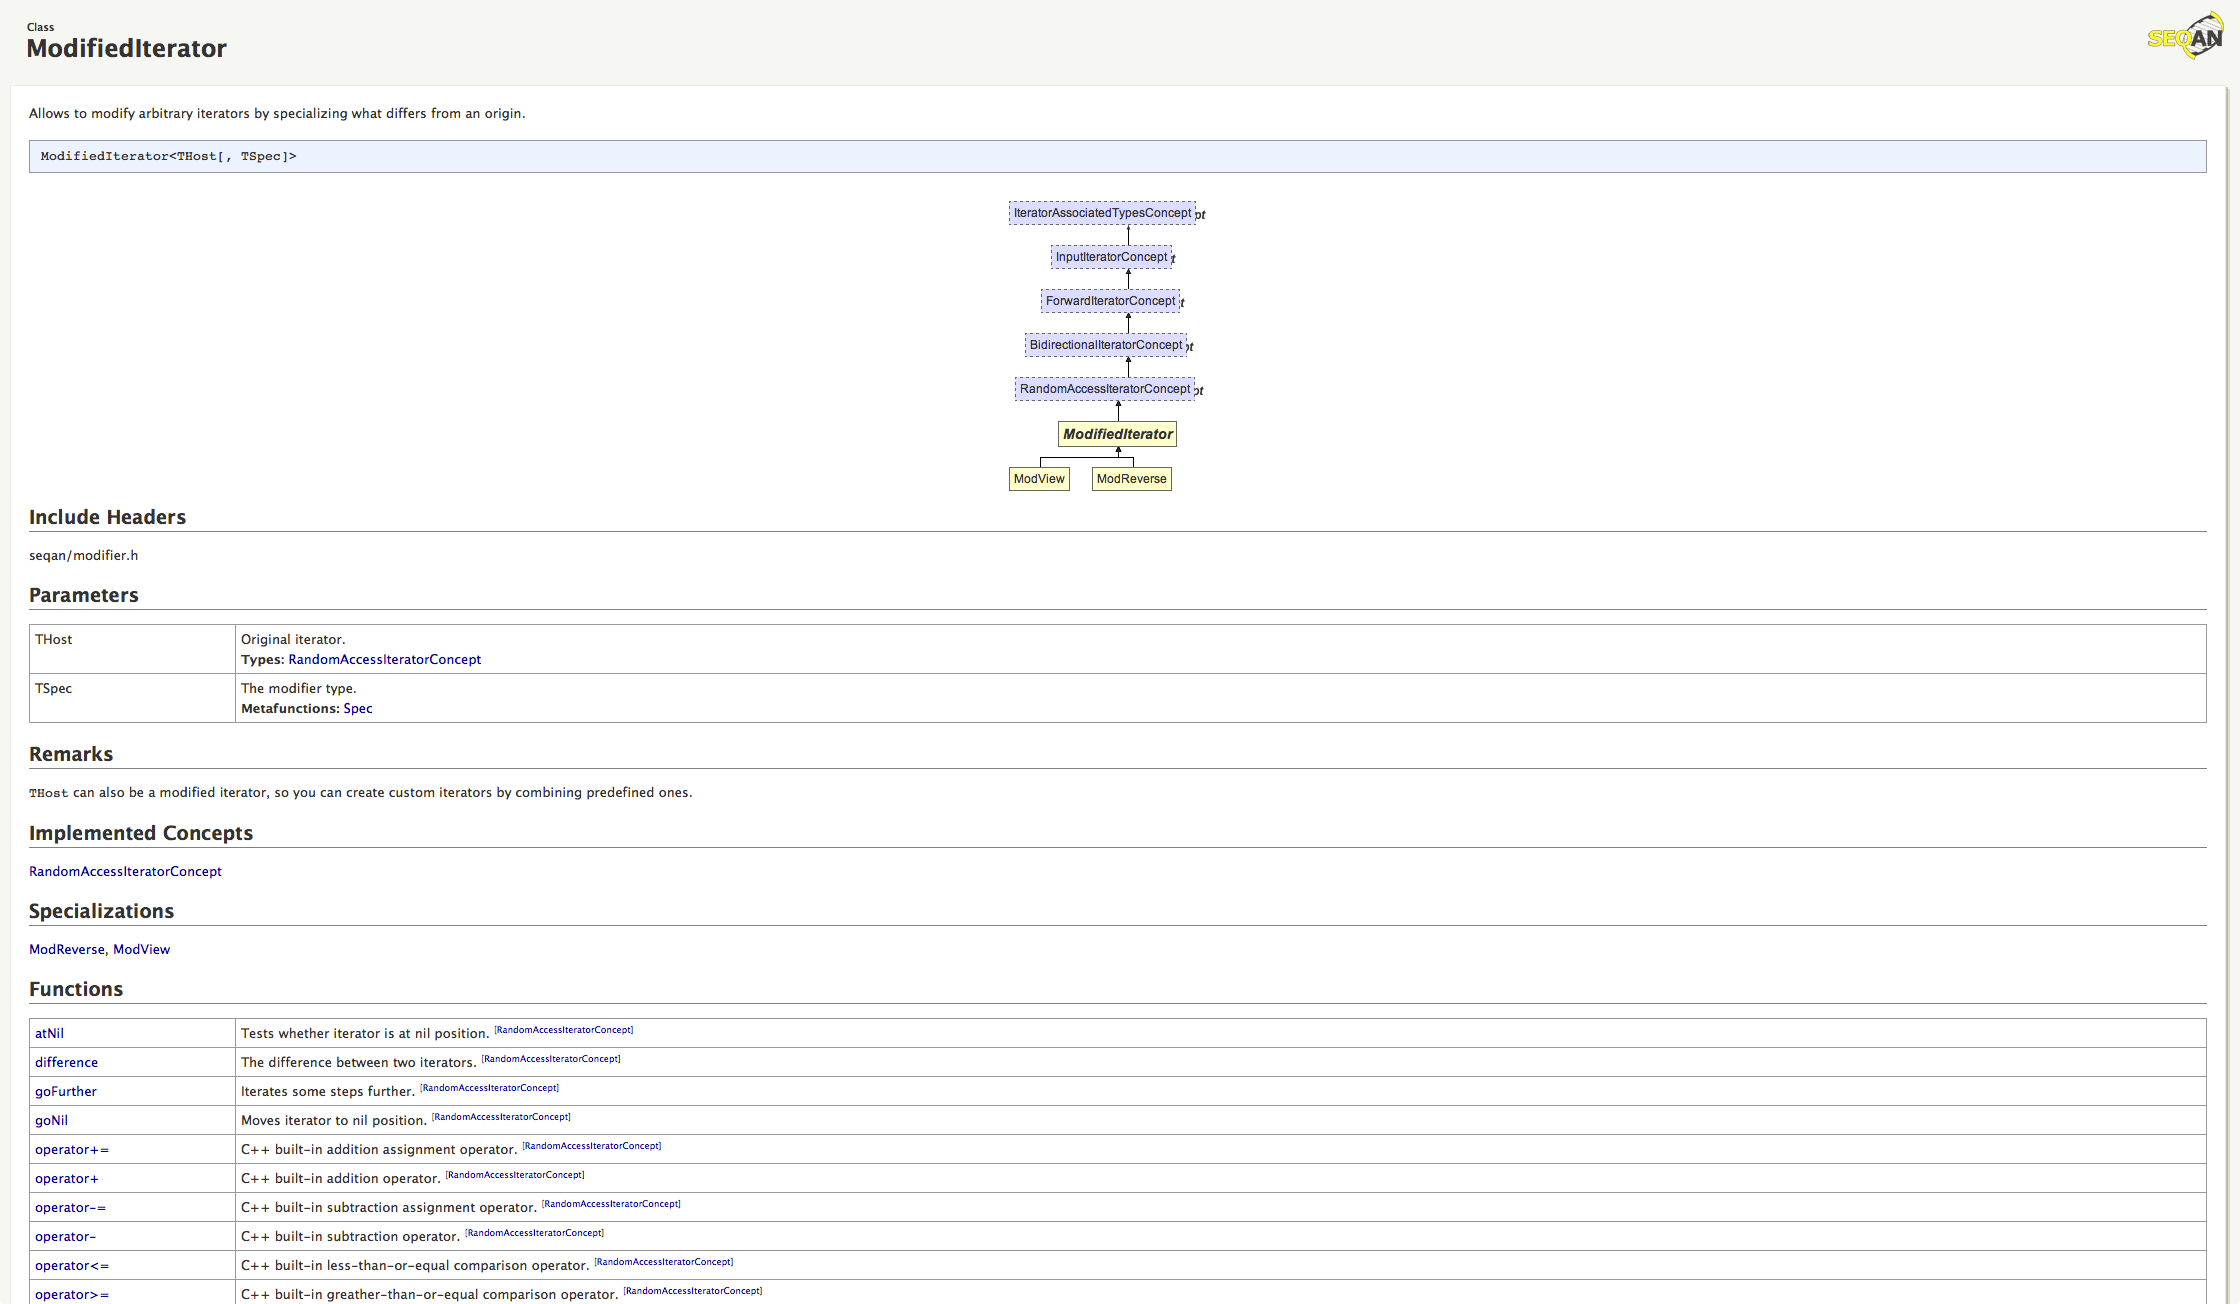 Class
ModifiedIterator
SEQAN
Allows to modify arbitrary iterators by specializing what differs from an origin.
ModifiedIterator<THost[, TSpec]>
IteratorAssociatedTypesConcept pt
InputIteratorConcept t
ForwardIteratorConcept t
BidirectionalIteratorConcept pt
RandomAccessIteratorConcept pt
ModifiedIterator
ModView ModReverse
Include Headers
seqan/modifier.h
Parameters
THost Original iterator.
Types: RandomAccessIteratorConcept
TSpec The modifier type.
Metafunctions: Spec
Remarks
THost can also be a modified iterator, so you can create custom iterators by combining predefined ones.
Implemented Concepts
RandomAccessIteratorConcept
Specializations
ModReverse, ModView
Functions
atNil Tests whether iterator is at nil position. [RandomAccessIteratorConcept]
difference The difference between two iterators. [RandomAccessIteratorConcept]
goFurther Iterates some steps further. [RandomAccessIteratorConcept]
goNil Moves iterator to nil position. [RandomAccessIteratorConcept]
operator+= C++ built-in addition assignment operator. [RandomAccessIteratorConcept]
operator+ C++ built-in addition operator. [RandomAccessIteratorConcept]
operator-= C++ built-in subtraction assignment operator. [RandomAccessIteratorConcept]
operator- C++ built-in subtraction operator. [RandomAccessIteratorConcept]
operator<= C++ built-in less-than-or-equal comparison operator. [RandomAccessIteratorConcept]
operator>= C++ built-in greather-than-or-equal comparison operator. [RandomAccessIteratorConcept]